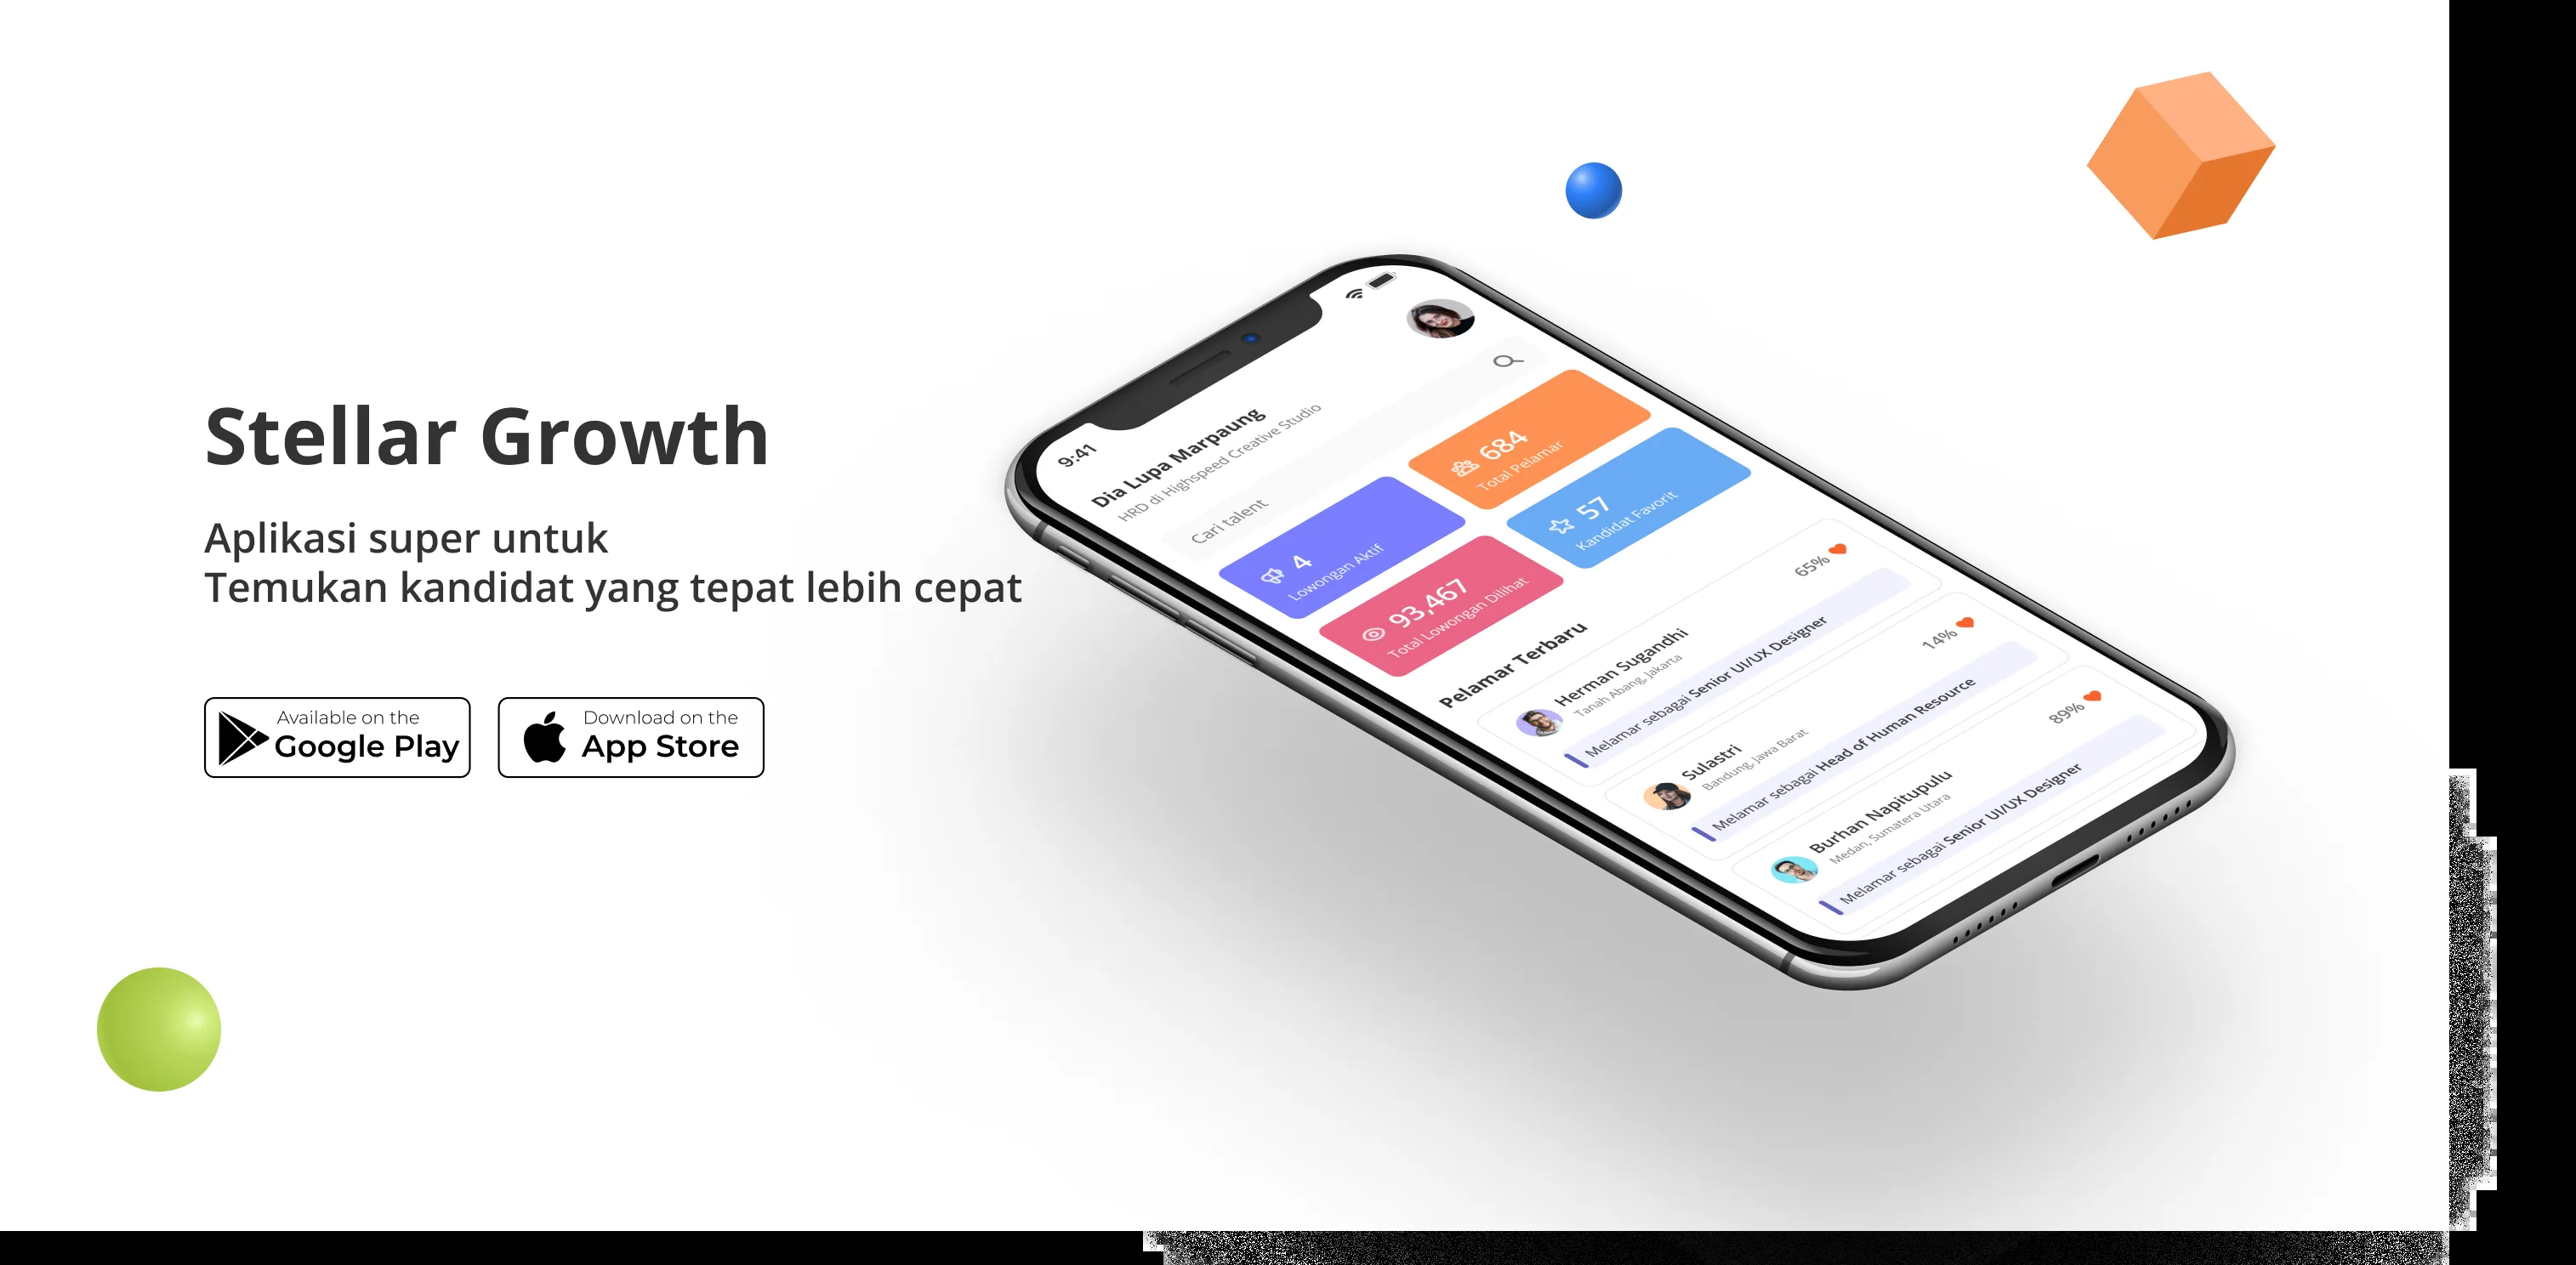 Stellar Growth
Aplikasi super untuk
Temukan kandidat yang tepat lebih cepat
Available on the
Google Play
Download on the
App Store
9:41
Dia Lupa Marpaung
HRD di Highspeed Creative Studio
Cari talent
4
Lowongan Aktif
684
Total Pelamar
93,467
Total Lowongan Dilihat
57
Kandidat Favorit
Pelamar Terbaru
Herman Sugandhi
65%
Tanah Abang, Jakarta
Melamar sebagai Senior UI/UX Designer
Sulastri
14%
Bandung, Jawa Barat
Melamar sebagai Head of Human Resource
Burhan Napitupulu
89%
Medan, Sumatera Utara
Melamar sebagai Senior UI/UX Designer